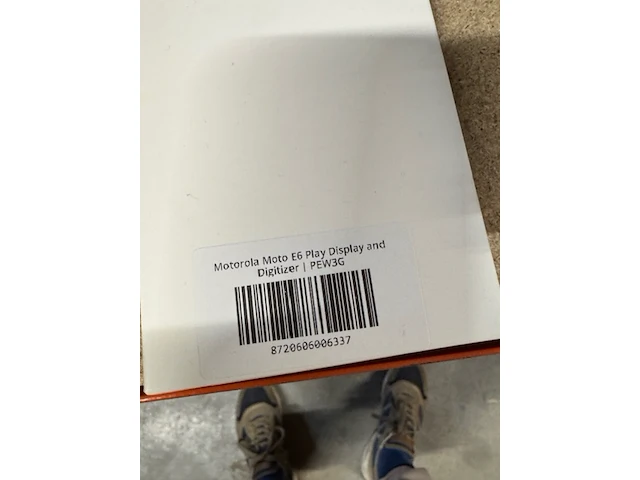 Motorola Moto E6 Play Display and
Digitizer | PEW3G
8720606006337